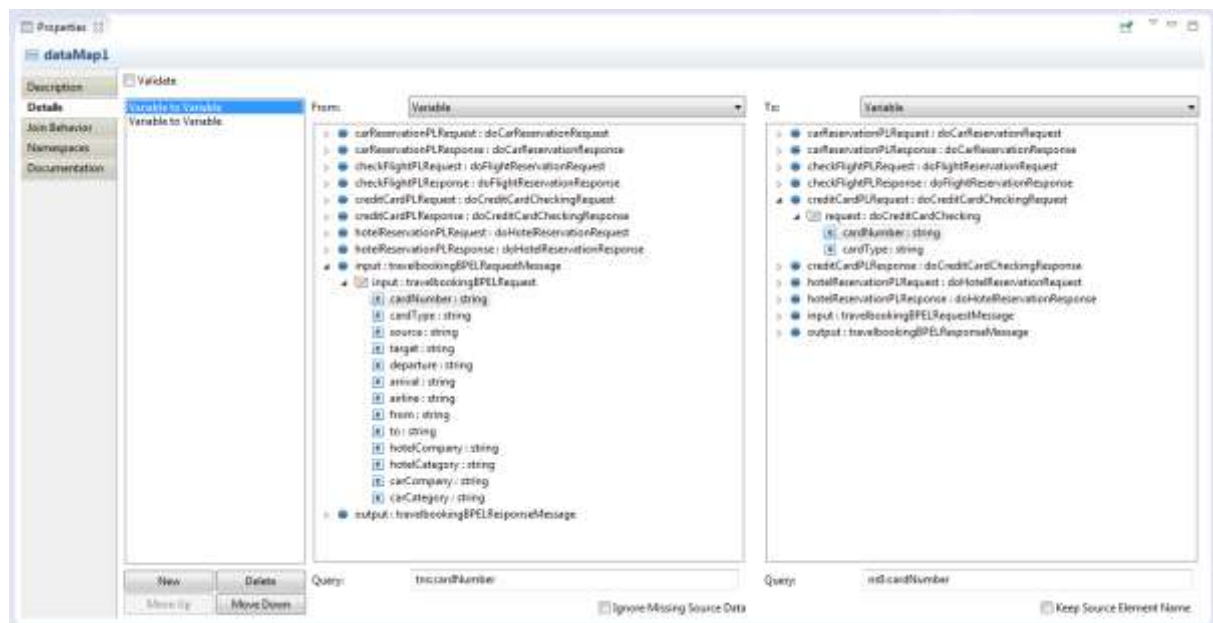 Properties
dataMap1
Description
Details
Join Behavior
Namespaces
Documentation
Validate
Variable to Variable
Variable to Variable
From:
Variable
carReservationPLRequest : doCarReservationRequest
carReservationPLResponse : doCarReservationResponse
checkFlightPLRequest : doFlightReservationRequest
checkFlightPLResponse : doFlightReservationResponse
creditCardPLRequest : doCreditCardCheckingRequest
creditCardPLResponse : doCreditCardCheckingResponse
hotelReservationPLRequest : doHotelReservationRequest
hotelReservationPLResponse : doHotelReservationResponse
input : travelbookingBPELRequestMessage
input : travelbookingBPELRequest
cardNumber : string
cardType : string
source : string
target : string
departure : string
arrival : string
airline : string
from : string
to : string
hotelCompany : string
hotelCategory : string
carCompany : string
carCategory : string
output : travelbookingBPELResponseMessage
To:
Variable
carReservationPLRequest : doCarReservationRequest
carReservationPLResponse : doCarReservationResponse
checkFlightPLRequest : doFlightReservationRequest
checkFlightPLResponse : doFlightReservationResponse
creditCardPLRequest : doCreditCardCheckingRequest
request : doCreditCardChecking
cardNumber : string
cardType : string
creditCardPLResponse : doCreditCardCheckingResponse
hotelReservationPLRequest : doHotelReservationRequest
hotelReservationPLResponse : doHotelReservationResponse
input : travelbookingBPELRequestMessage
output : travelbookingBPELResponseMessage
New Delete
Move Up Move Down
Query: tns:cardNumber
Ignore Missing Source Data
Query:
Keep Source Element Name